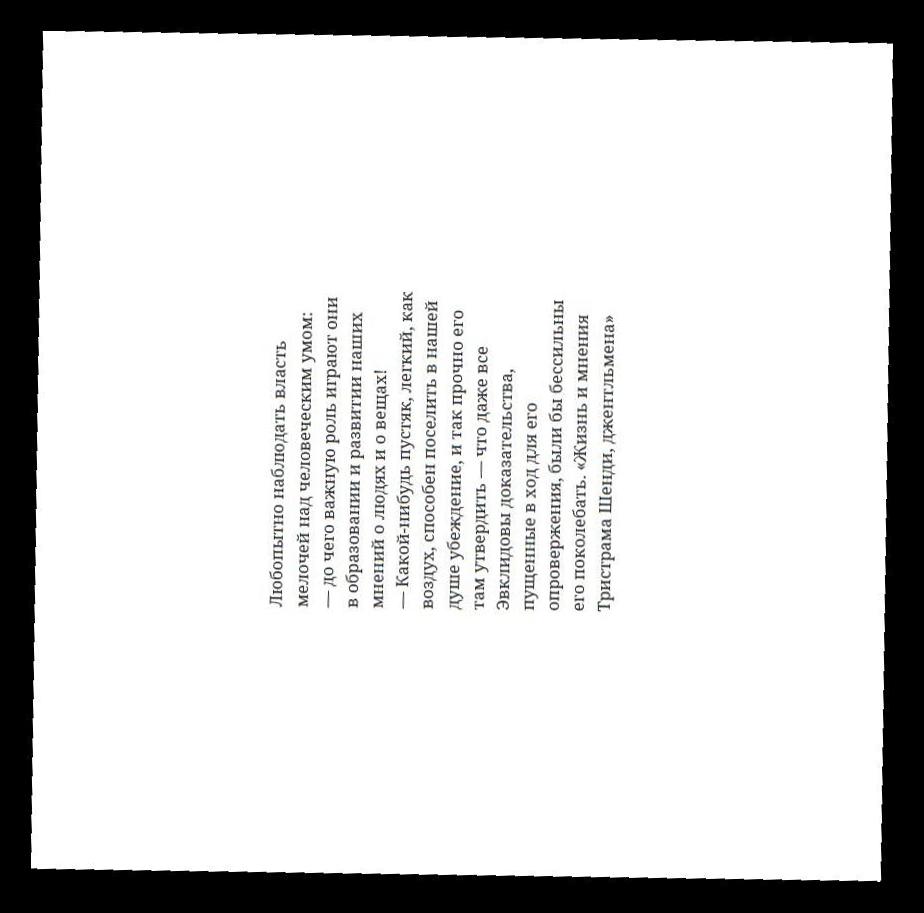 Любопытно наблюдать власть
мелочей над человеческим умом:
— до чего важную роль играют они
в образовании и развитии наших
мнений о людях и о вещах!
— Какой-нибудь пустяк, легкий, как
воздух, способен поселить в нашей
душе убеждение, и так прочно его
там утвердить — что даже все
Эвклидовы доказательства,
пущенные в ход для его
опровержения, были бы бессильны
его поколебать. «Жизнь и мнения
Тристрама Шенди, джентльмена»